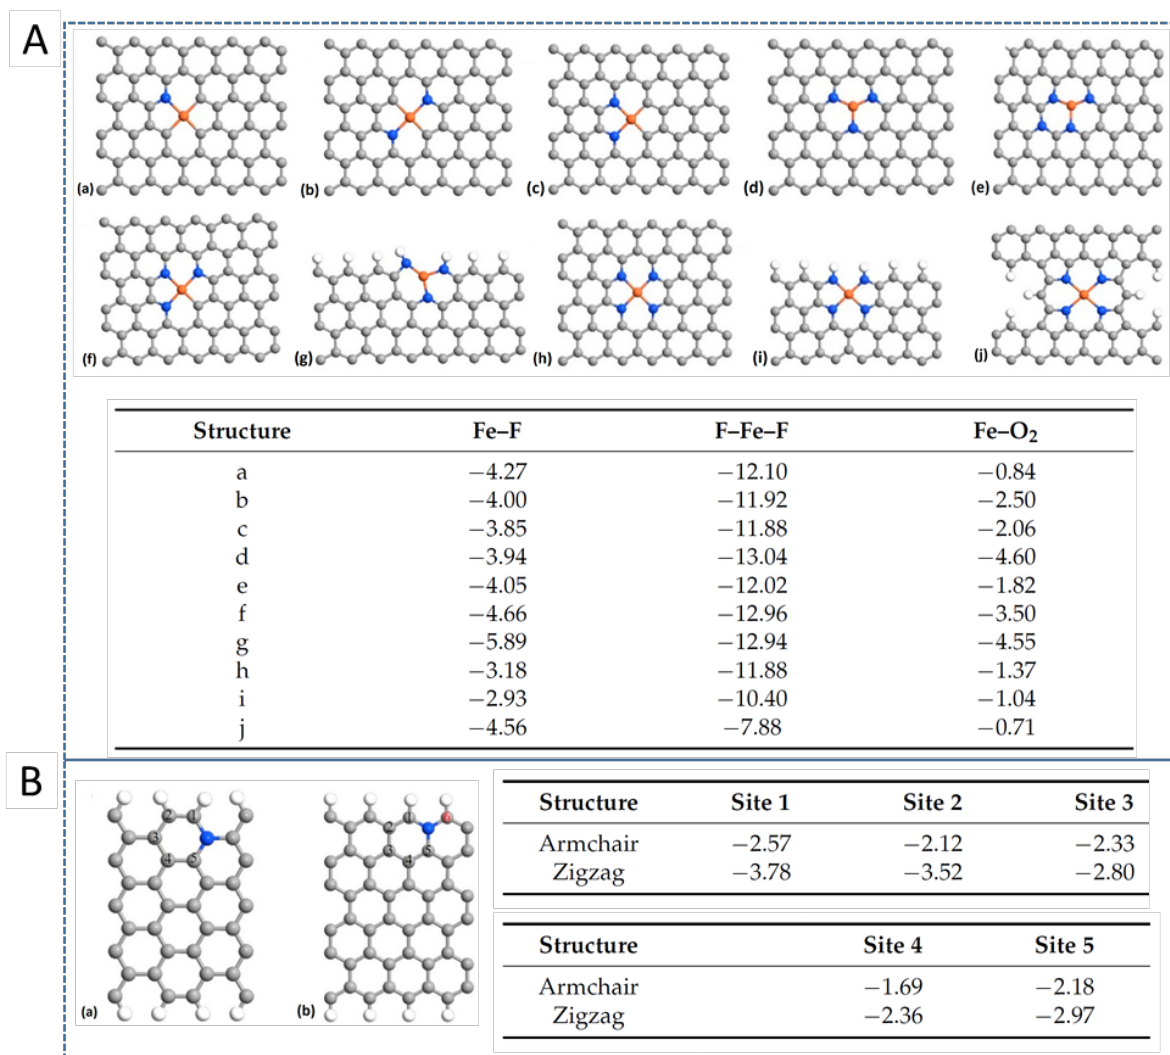 A
(a)
(b)
(c)
(d)
(e)
(f)
(g)
(h)
(i)
(j)
Structure Fe–F F–Fe–F Fe–O2
a −4.27 −12.10 −0.84
b −4.00 −11.92 −2.50
c −3.85 −11.88 −2.06
d −3.94 −13.04 −4.60
e −4.05 −12.02 −1.82
f −4.66 −12.96 −3.50
g −5.89 −12.94 −4.55
h −3.18 −11.88 −1.37
i −2.93 −10.40 −1.04
j −4.56 −7.88 −0.71
B
2 1
3
4 5
(a)
1 6
2
3 5
4
(b)
Structure Site 1 Site 2 Site 3
Armchair −2.57 −2.12 −2.33
Zigzag −3.78 −3.52 −2.80
Structure Site 4 Site 5
Armchair −1.69 −2.18
Zigzag −2.36 −2.97